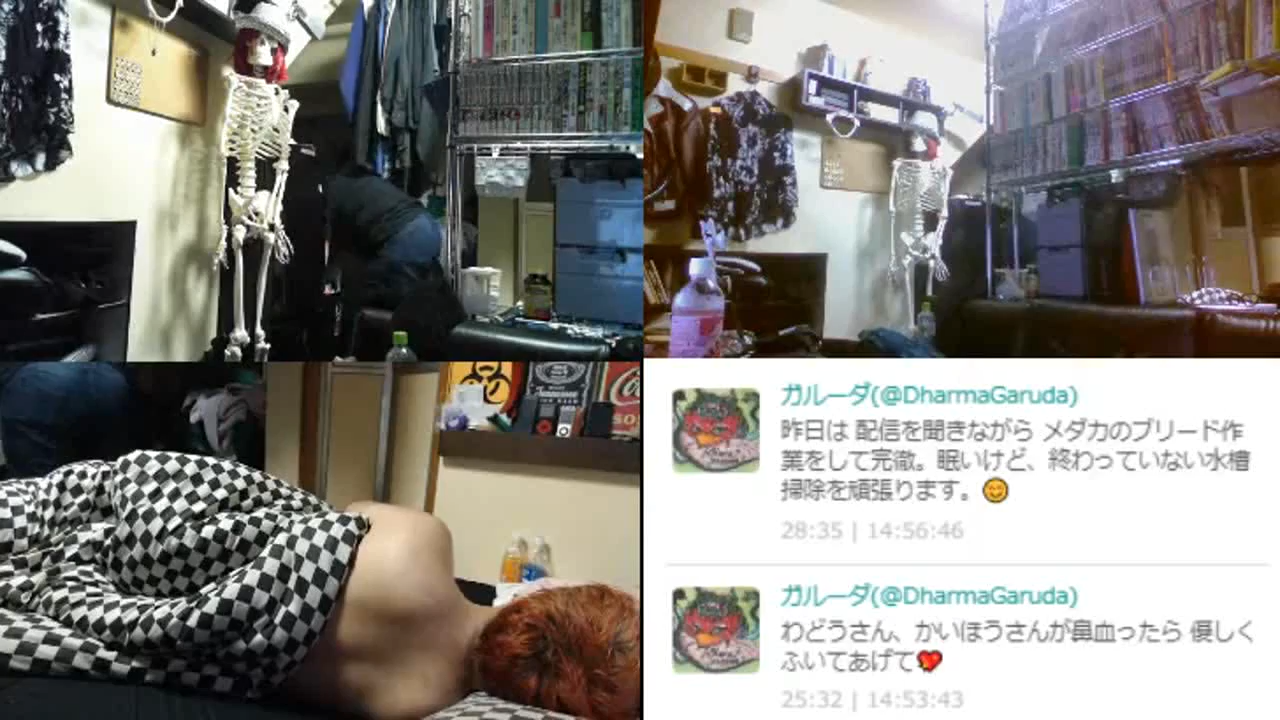 ガルーダ(@DharmaGaruda)
昨日は 配信を聞きながら メダカのブリード作
業をして完徹。眠いけど、終わっていない水槽
掃除を頑張ります。😊
28:35 | 14:56:46
ガルーダ(@DharmaGaruda)
わどうさん、かいほうさんが鼻血ったら 優しく
ふいてあげて💖
25:32 | 14:53:43